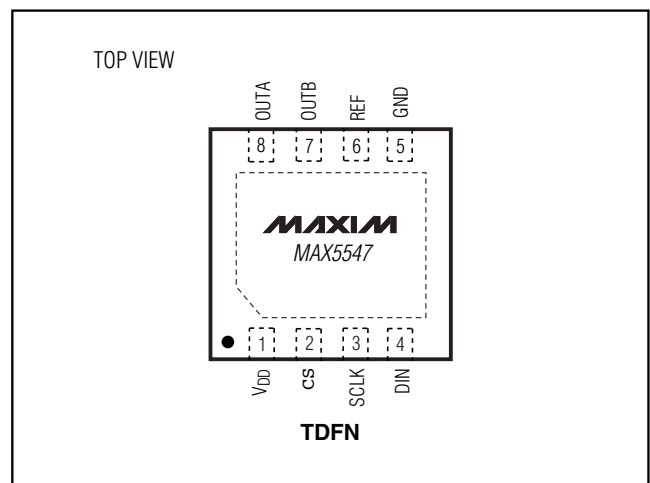 TOP VIEW
OUTA OUTB REF GND
8 7 6 5
MAXIM
MAX5547
1 2 3 4
VDD CS SCLK DIN
TDFN